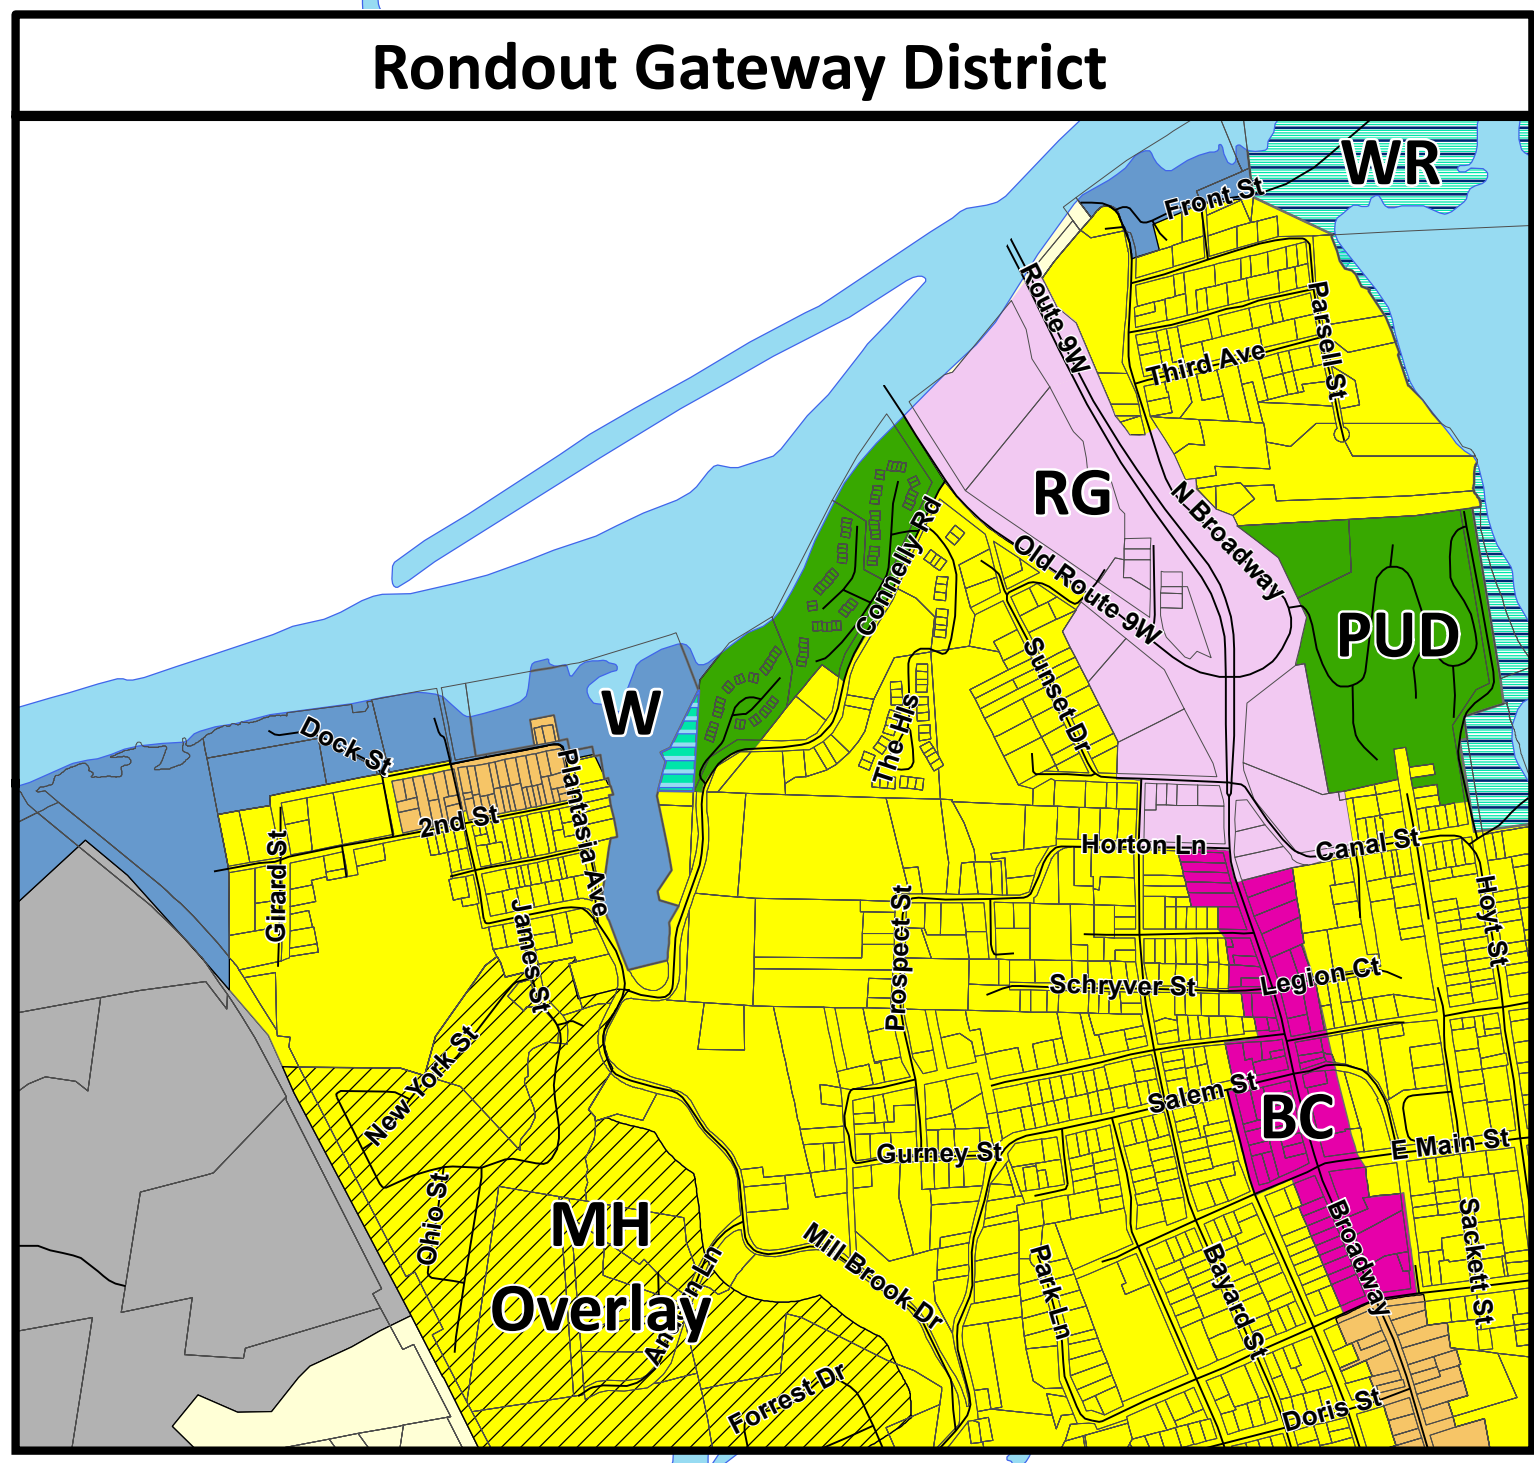 Rondout Gateway District
WR
Front St
Route 9W
Parsell St
Third Ave
RG
N Broadway
Connelly Rd
Old Route 9W
PUD
Sunset Dr
W
The Hls
Dock St
Plantasia Ave
2nd St
Girard St
Horton Ln
Canal St
Hoyt St
James St
Prospect St
Schryver St
Legion Ct
New York St
Salem St
BC
Gurney St
E Main St
Ohio St
MH
Overlay
Mill Brook Dr
Park Ln
Bayard St
Broadway
Sackett St
Forrest Dr
Doris St